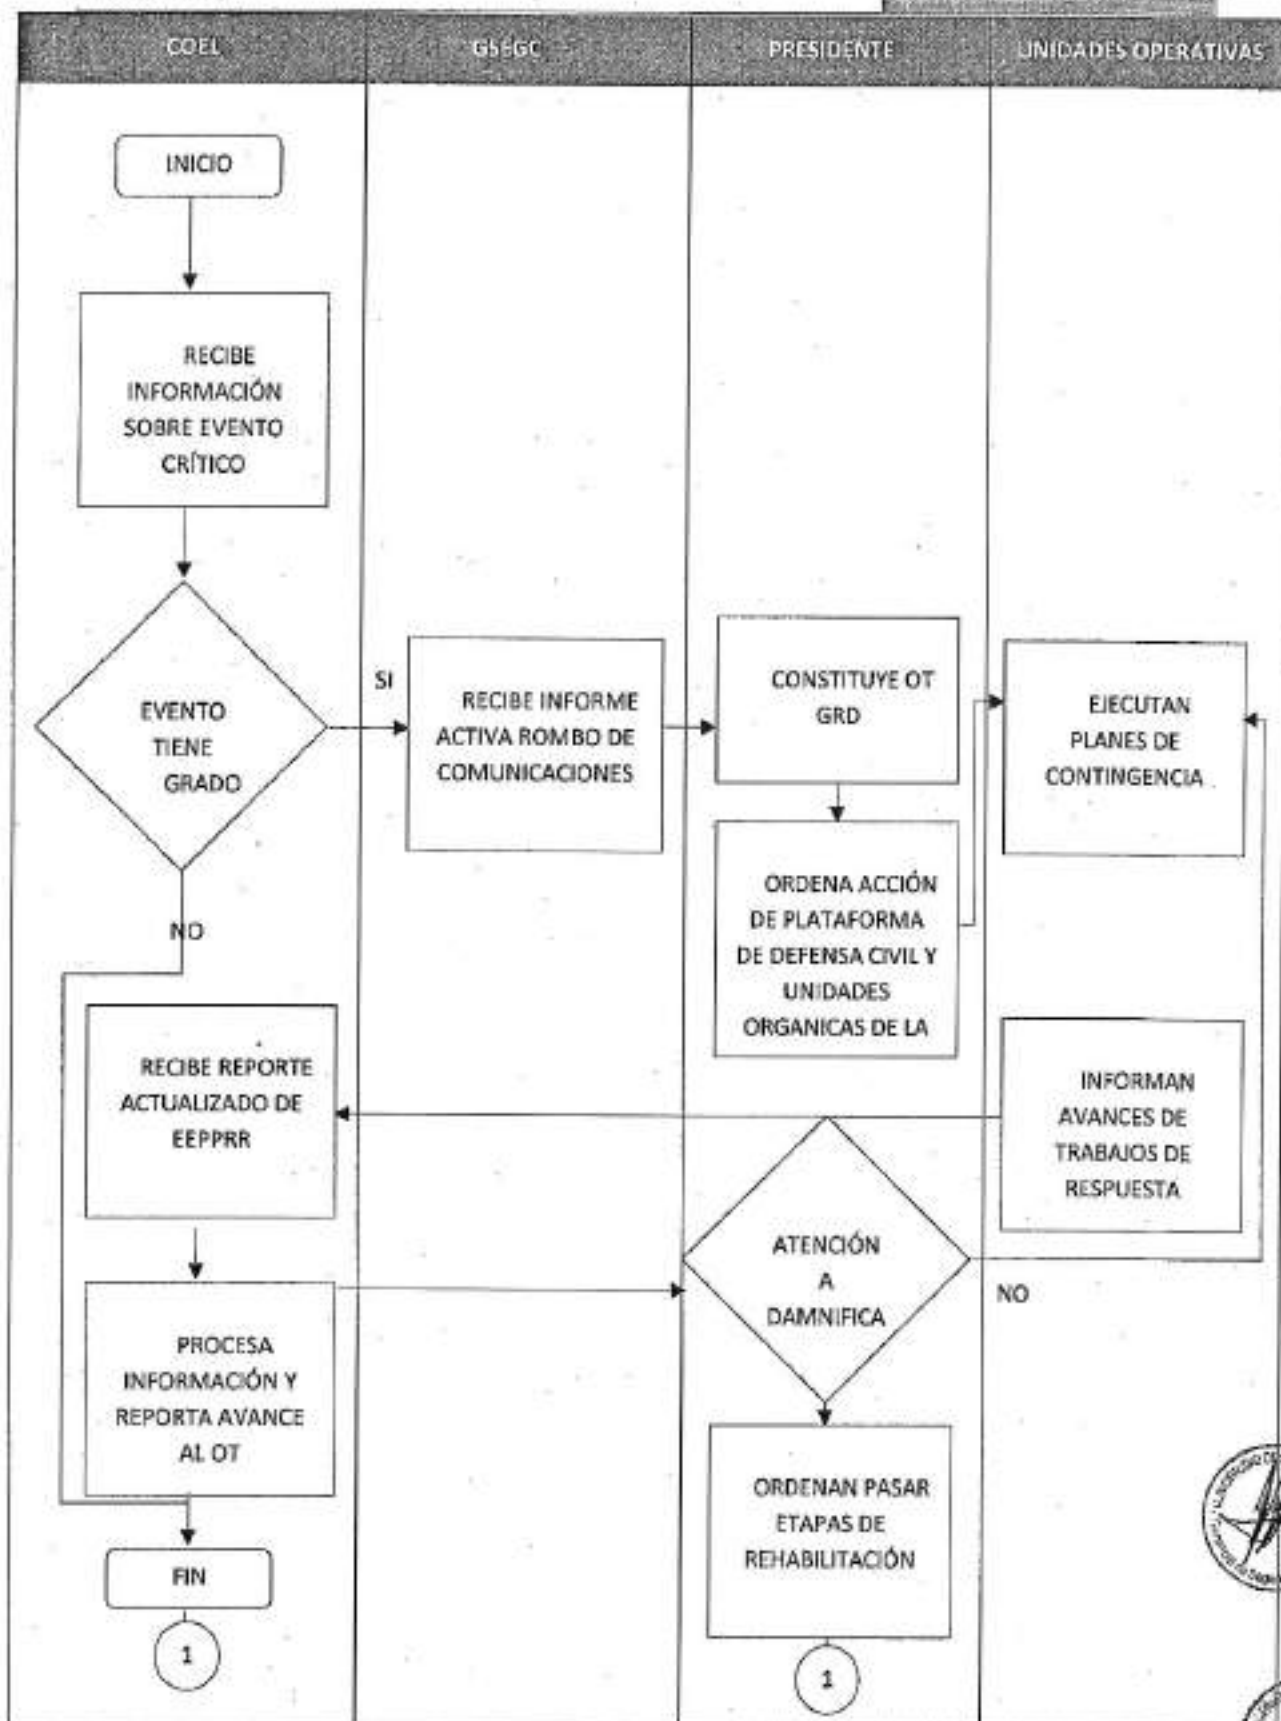 COEL
GSEGC
PRESIDENTE
UNIDADES OPERATIVAS
INICIO
RECIBE
INFORMACIÓN
SOBRE EVENTO
CRÍTICO
EVENTO
TIENE
GRADO
SI
NO
RECIBE INFORME
ACTIVA ROMBO DE
COMUNICACIONES
CONSTITUYE OT
GRD
ORDENA ACCIÓN
DE PLATAFORMA
DE DEFENSA CIVIL Y
UNIDADES
ORGANICAS DE LA
EJECUTAN
PLANES DE
CONTINGENCIA
INFORMAN
AVANCES DE
TRABAJOS DE
RESPUESTA
RECIBE REPORTE
ACTUALIZADO DE
EEPPRR
PROCESA
INFORMACIÓN Y
REPORTA AVANCE
AL OT
ATENCIÓN
A
DAMNIFICA
NO
ORDENAN PASAR
ETAPAS DE
REHABILITACIÓN
FIN
1
1